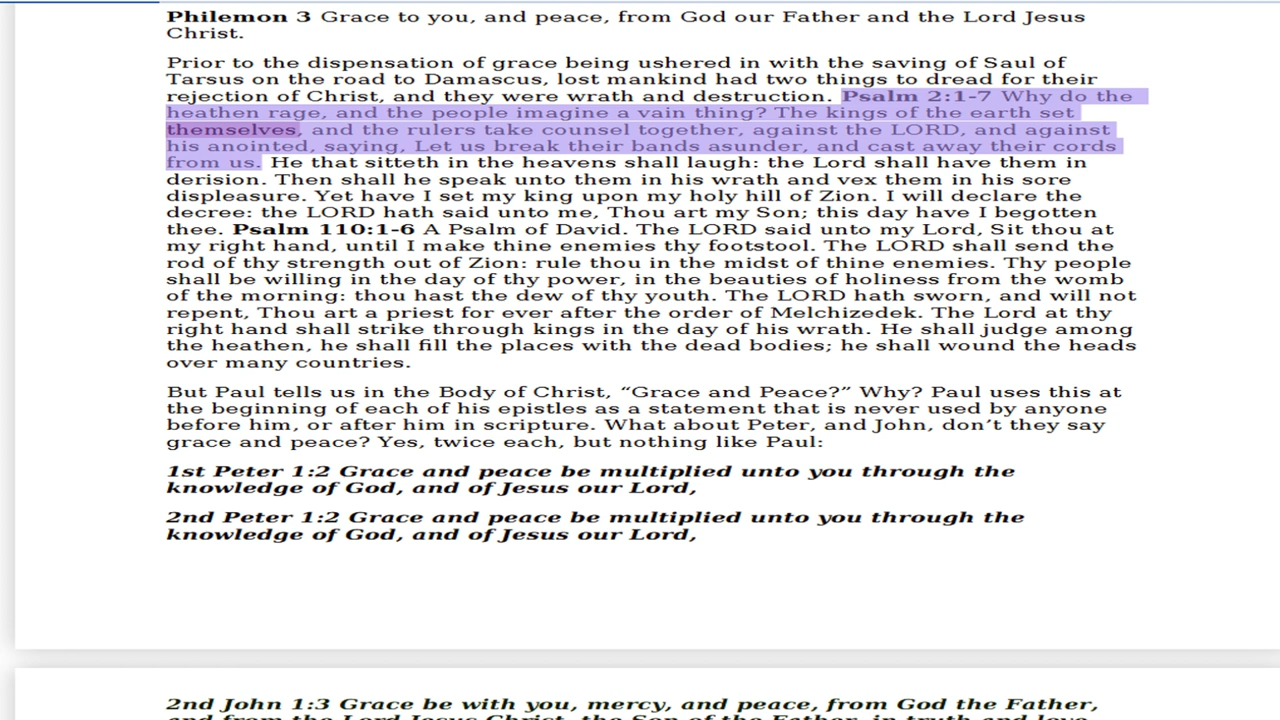 Philemon 3 Grace to you, and peace, from God our Father and the Lord Jesus
Christ.
Prior to the dispensation of grace being ushered in with the saving of Saul of
Tarsus on the road to Damascus, lost mankind had two things to dread for their
rejection of Christ, and they were wrath and destruction. Psalm 2:1-7 Why do the
heathen rage, and the people imagine a vain thing? The kings of the earth set
themselves, and the rulers take counsel together, against the LORD, and against
his anointed, saying, Let us break their bands asunder, and cast away their cords
from us. He that sitteth in the heavens shall laugh: the Lord shall have them in
derision. Then shall he speak unto them in his wrath and vex them in his sore
displeasure. Yet have I set my king upon my holy hill of Zion. I will declare the
decree: the LORD hath said unto me, Thou art my Son; this day have I begotten
thee. Psalm 110:1-6 A Psalm of David. The LORD said unto my Lord, Sit thou at
my right hand, until I make thine enemies thy footstool. The LORD shall send the
rod of thy strength out of Zion: rule thou in the midst of thine enemies. Thy people
shall be willing in the day of thy power, in the beauties of holiness from the womb
of the morning: thou hast the dew of thy youth. The LORD hath sworn, and will not
repent, Thou art a priest for ever after the order of Melchizedek. The Lord at thy
right hand shall strike through kings in the day of his wrath. He shall judge among
the heathen, he shall fill the places with the dead bodies; he shall wound the heads
over many countries.
But Paul tells us in the Body of Christ, “Grace and Peace?” Why? Paul uses this at
the beginning of each of his epistles as a statement that is never used by anyone
before him, or after him in scripture. What about Peter, and John, don’t they say
grace and peace? Yes, twice each, but nothing like Paul:
1st Peter 1:2 Grace and peace be multiplied unto you through the
knowledge of God, and of Jesus our Lord,
2nd Peter 1:2 Grace and peace be multiplied unto you through the
knowledge of God, and of Jesus our Lord,
2nd John 1:3 Grace be with you, mercy, and peace, from God the Father,
and from the Lord Jesus Christ, the Son of the Father, in truth and love